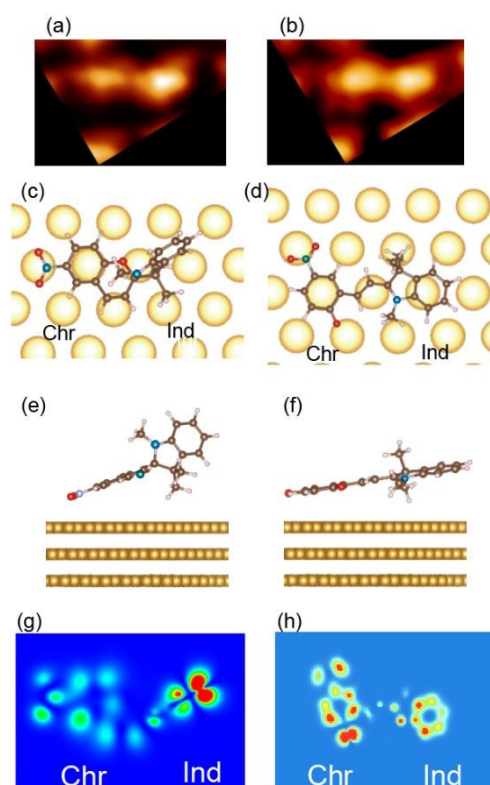 (a) (b)
(c) (d)
Chr Ind Chr Ind
(e) (f)
(g) (h)
Chr Ind Chr Ind